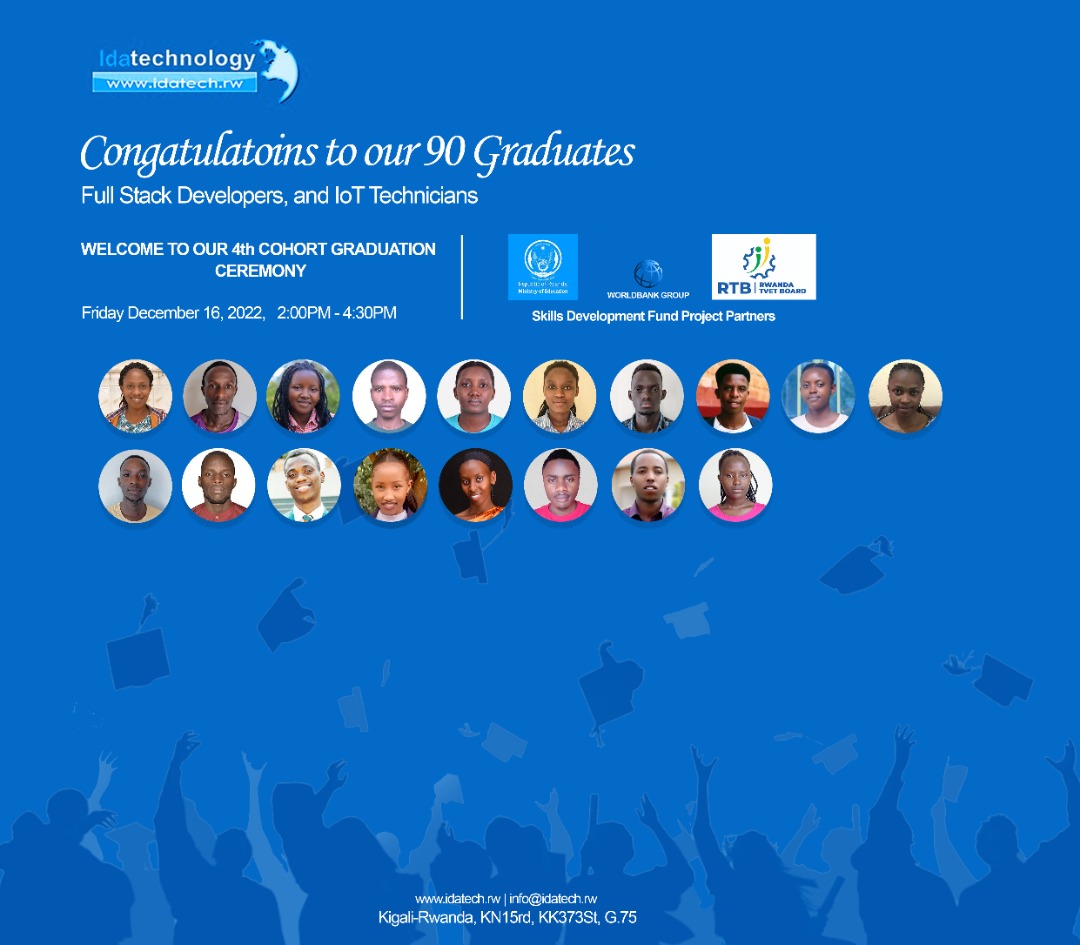 Idatechnology
www.idatech.rw
Congatulatoins to our 90 Graduates
Full Stack Developers, and IoT Technicians
WELCOME TO OUR 4th COHORT GRADUATION
CEREMONY
Friday December 16, 2022, 2:00PM - 4:30PM
Republic of Rwanda
Ministry of Education
WORLDBANK GROUP
RTB | RWANDA
TVET BOARD
Skills Development Fund Project Partners
www.idatech.rw | info@idatech.rw
Kigali-Rwanda, KN15rd, KK373St, G.75